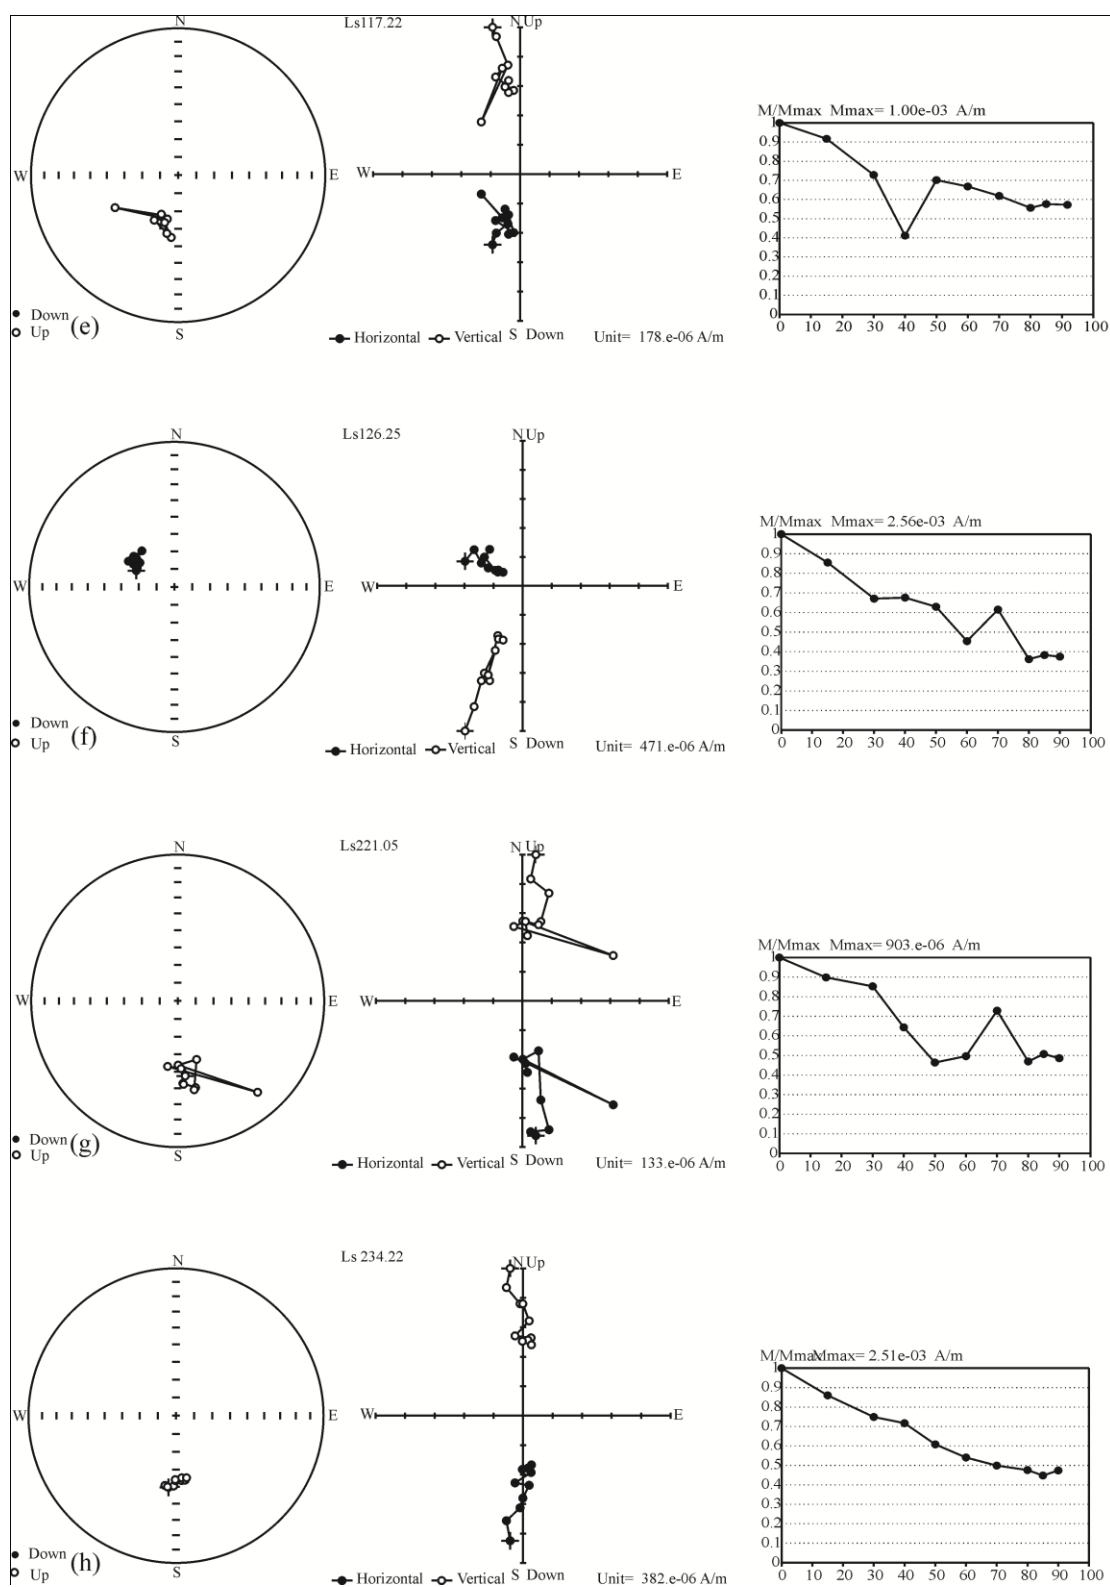 Ls117.22
N
N Up
M/Mmax Mmax= 1.00e-03 A/m
1
0.9
0.8
0.7
0.6
0.5
0.4
0.3
0.2
0.1
0
0 10 20 30 40 50 60 70 80 90 100
W E
W E
Down
Up
(e)
S
S Down
Horizontal Vertical
Unit= 178.e-06 A/m
Ls126.25
N
N Up
M/Mmax Mmax= 2.56e-03 A/m
1
0.9
0.8
0.7
0.6
0.5
0.4
0.3
0.2
0.1
0
0 10 20 30 40 50 60 70 80 90 100
W E
W E
Down
Up
(f)
S
S Down
Horizontal Vertical
Unit= 471.e-06 A/m
Ls221.05
N
N Up
M/Mmax Mmax= 903.e-06 A/m
1
0.9
0.8
0.7
0.6
0.5
0.4
0.3
0.2
0.1
0
0 10 20 30 40 50 60 70 80 90 100
W E
W E
Down
Up
(g)
S
S Down
Horizontal Vertical
Unit= 133.e-06 A/m
Ls 234.22
N
N Up
M/Mmax Mmax= 2.51e-03 A/m
1
0.9
0.8
0.7
0.6
0.5
0.4
0.3
0.2
0.1
0
0 10 20 30 40 50 60 70 80 90 100
W E
W E
Down
Up
(h)
S
S Down
Horizontal Vertical
Unit= 382.e-06 A/m